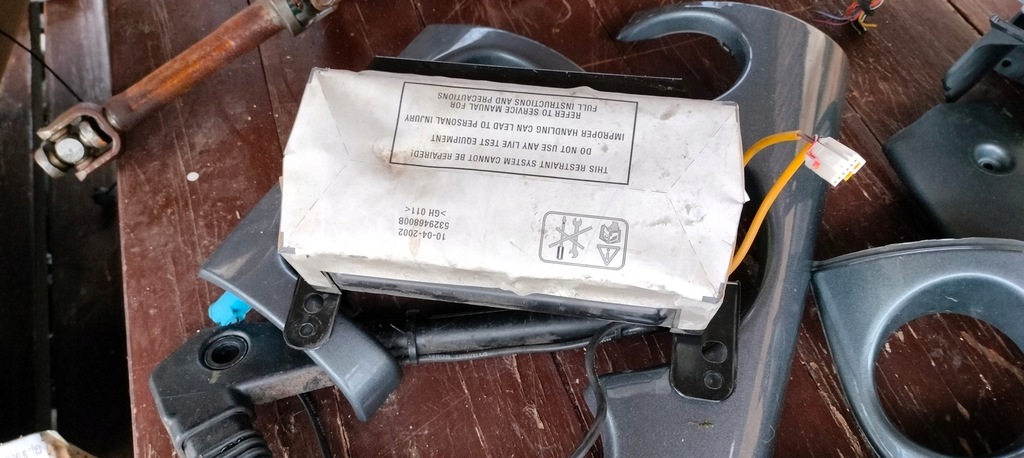 THIS RESTRAINT SYSTEM CANNOT BE REPAIRED!
DO NOT USE ANY LIVE TEST EQUIPMENT
IMPROPER HANDLING CAN LEAD TO PERSONAL INJURY
REFER TO SERVICE MANUAL FOR
FULL INSTRUCTIONS AND PRECAUTIONS
10-04-2002
532946800B
>GH 011<